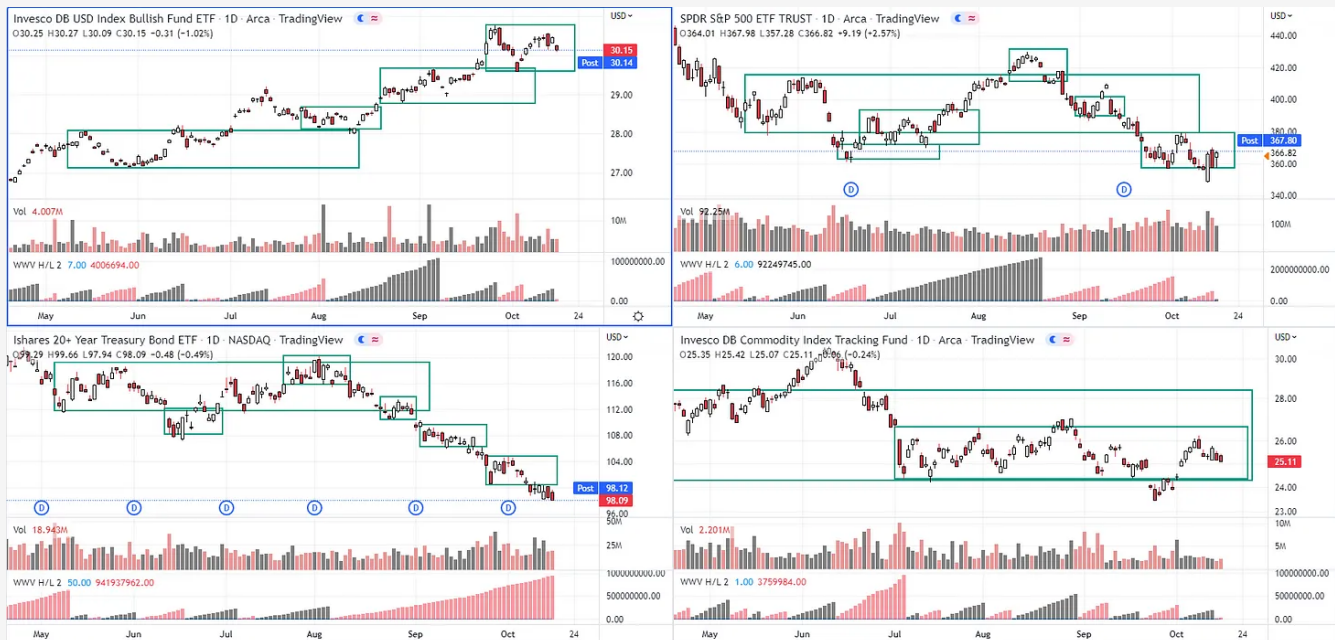 Invesco DB USD Index Bullish Fund ETF · 1D · Arca · TradingView
USD
O30.25 H30.27 L30.09 C30.15 −0.31 (−1.02%)
30.15
Post 30.14
29.00
28.00
27.00
Vol 4.007M
10M
WWV H/L 2 7.00 4006694.00
100000000.00
0.00
May Jun Jul Aug Sep Oct 24
SPDR S&P 500 ETF TRUST · 1D · Arca · TradingView
USD
O364.01 H367.98 L357.28 C366.82 +9.19 (+2.57%)
440.00
420.00
400.00
380.00
Post 367.80
366.82
360.00
340.00
D D
Vol 92.25M
100M
WWV H/L 2 6.00 92249745.00
2000000000.00
0.00
May Jun Jul Aug Sep Oct 24
Ishares 20+ Year Treasury Bond ETF · 1D · NASDAQ · TradingView
USD
O99.29 H99.66 L97.94 C98.09 −0.48 (−0.49%)
120.00
116.00
112.00
108.00
104.00
Post 98.12
98.09
96.00
D D D D D D
Vol 18.943M
50M
25M
WWV H/L 2 50.00 941937962.00
1000000000.00
500000000.00
0.00
May Jun Jul Aug Sep Oct 24
Invesco DB Commodity Index Tracking Fund · 1D · Arca · TradingView
USD
O25.35 H25.42 L25.07 C25.11 −0.06 (−0.24%)
30.00
28.00
26.00
25.11
24.00
23.00
Vol 2.201M
10M
5M
WWV H/L 2 1.00 3759984.00
100000000.00
50000000.00
0.00
May Jun Jul Aug Sep Oct 24